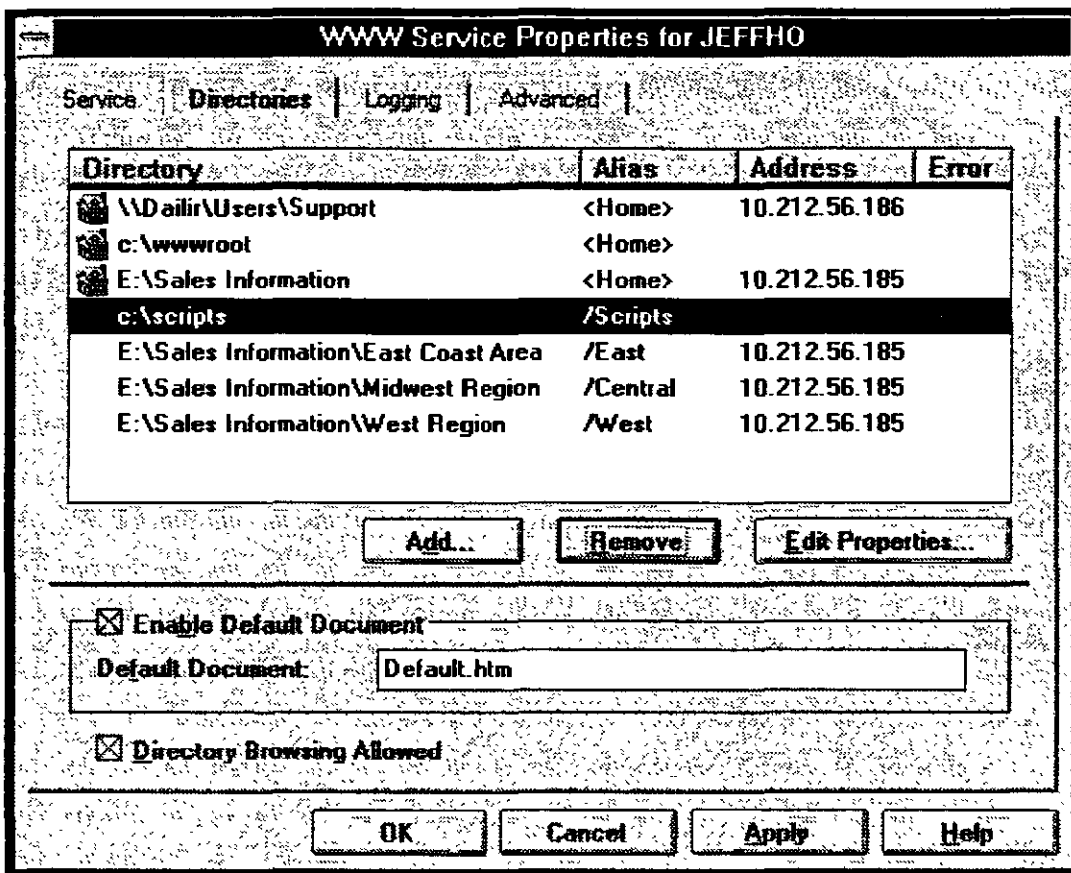 WWW Service Properties for JEFFHO
Service Directories Logging Advanced
Directory Alias Address Error
\\Dailir\Users\Support <Home> 10.212.56.186
c:\wwwroot <Home>
E:\Sales Information <Home> 10.212.56.185
c:\scripts /Scripts
E:\Sales Information\East Coast Area /East 10.212.56.185
E:\Sales Information\Midwest Region /Central 10.212.56.185
E:\Sales Information\West Region /West 10.212.56.185
Add... Remove Edit Properties...
Enable Default Document
Default Document: Default.htm
Directory Browsing Allowed
OK Cancel Apply Help